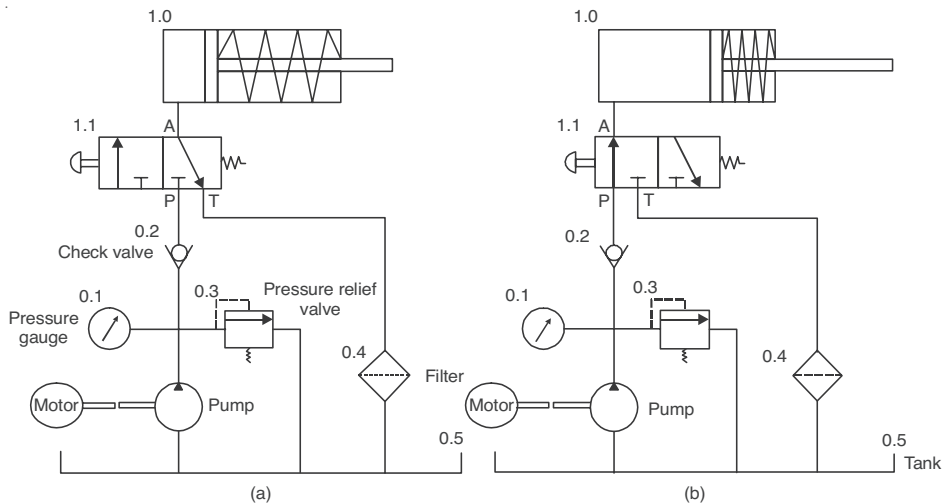 1.0
1.1
A
P
T
0.2
Check valve
0.1
Pressure
gauge
0.3
Pressure relief
valve
0.4
Filter
Motor
Pump
0.5
(a)
1.0
1.1
A
P
T
0.2
0.1
0.3
0.4
Motor
Pump
0.5
Tank
(b)